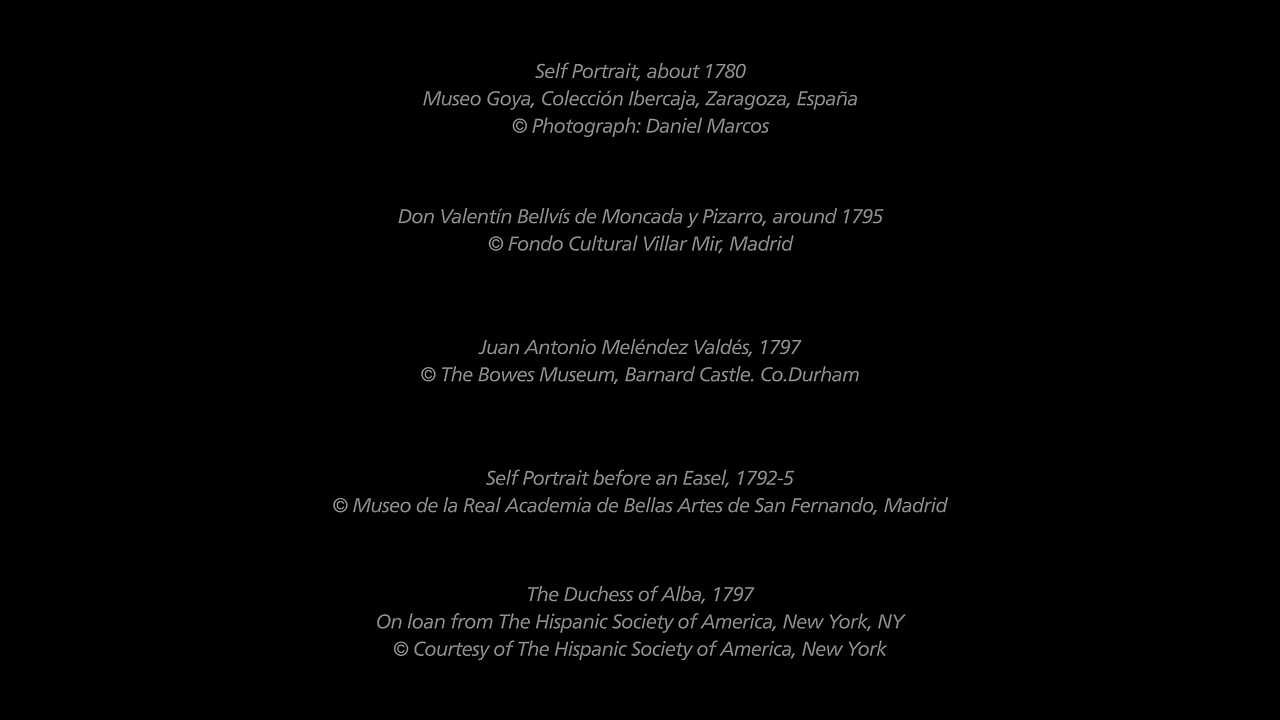 Self Portrait, about 1780
Museo Goya, Colección Ibercaja, Zaragoza, España
© Photograph: Daniel Marcos
Don Valentín Bellvís de Moncada y Pizarro, around 1795
© Fondo Cultural Villar Mir, Madrid
Juan Antonio Meléndez Valdés, 1797
© The Bowes Museum, Barnard Castle. Co.Durham
Self Portrait before an Easel, 1792-5
© Museo de la Real Academia de Bellas Artes de San Fernando, Madrid
The Duchess of Alba, 1797
On loan from The Hispanic Society of America, New York, NY
© Courtesy of The Hispanic Society of America, New York